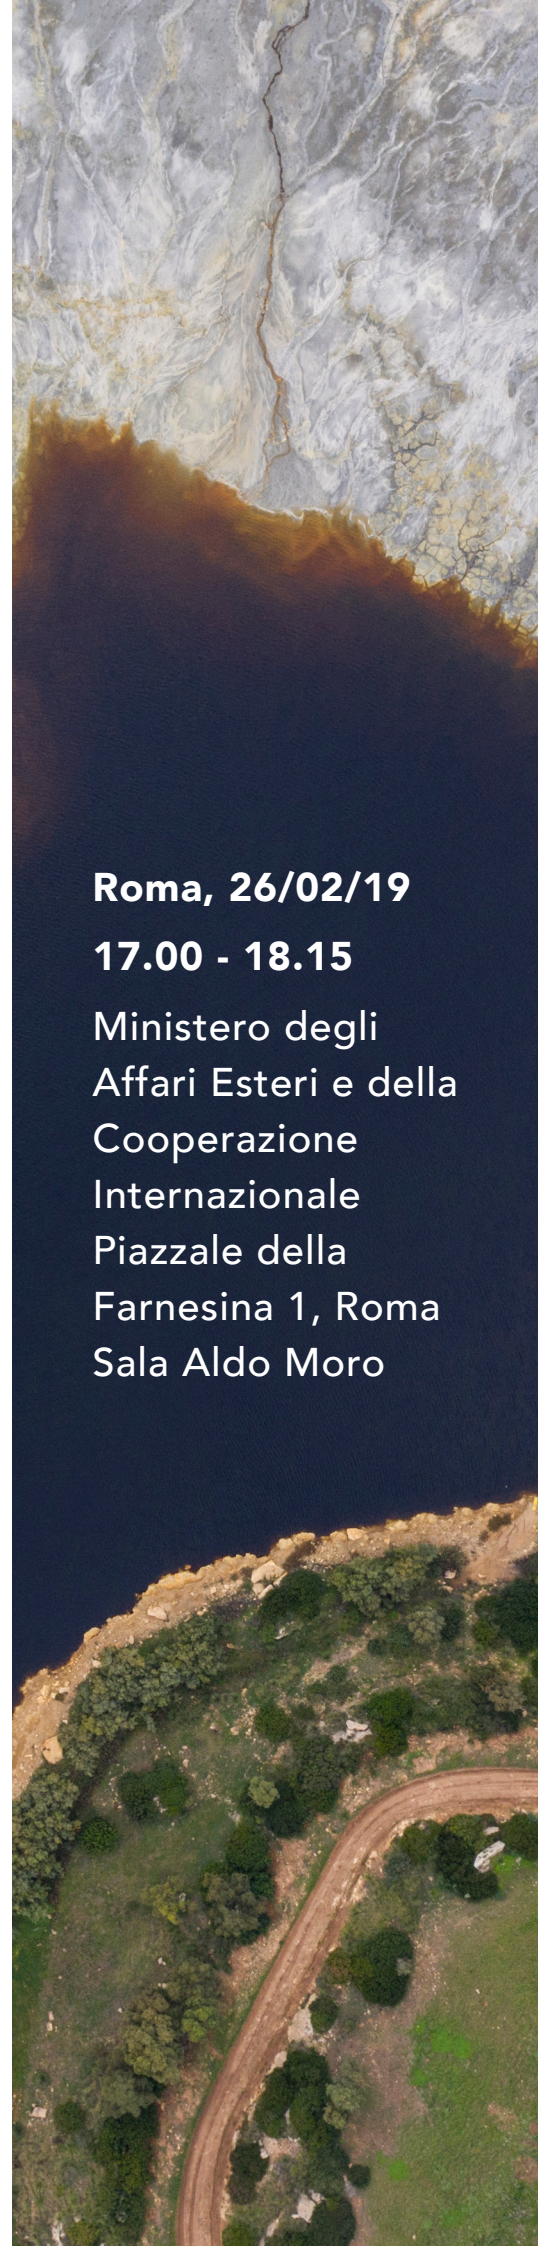 Roma, 26/02/19
17.00 - 18.15
Ministero degli
Affari Esteri e della
Cooperazione
Internazionale
Piazzale della
Farnesina 1, Roma
Sala Aldo Moro